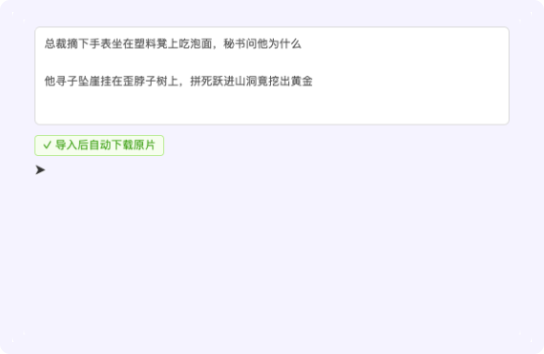 总裁摘下手表坐在塑料凳上吃泡面，秘书问他为什么
他寻子坠崖挂在歪脖子树上，拼死跃进山洞竟挖出黄金
✓ 导入后自动下载原片